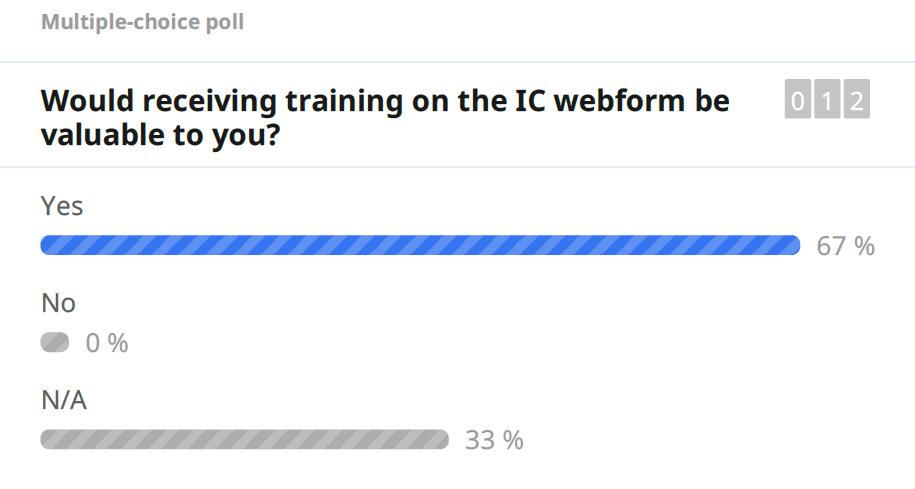 Multiple-choice poll
Would receiving training on the IC webform be
valuable to you?
0 1 2
Yes
67 %
No
0 %
N/A
33 %